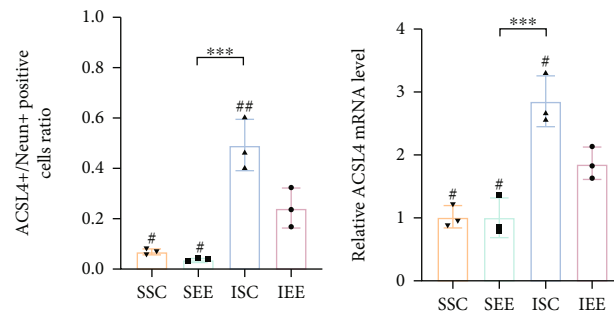 ACSL4+/Neun+ positive
cells ratio
1.0
0.8
0.6
0.4
0.2
0.0
***
#
#
##
SSC
SEE
ISC
IEE
Relative ACSL4 mRNA level
4
3
2
1
0
***
#
#
#
SSC
SEE
ISC
IEE